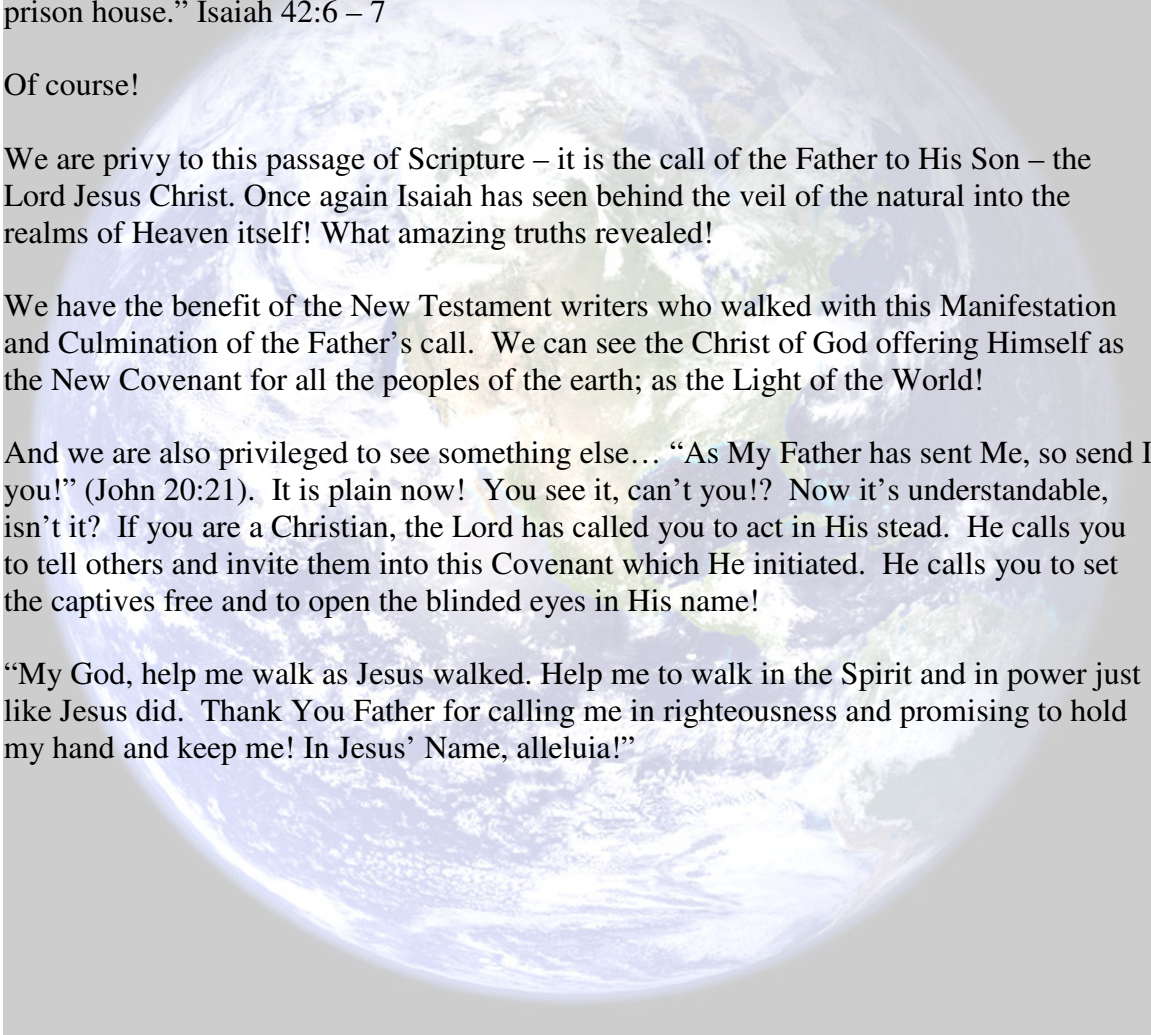 prison house.” Isaiah 42:6 – 7
Of course!
We are privy to this passage of Scripture – it is the call of the Father to His Son – the
Lord Jesus Christ. Once again Isaiah has seen behind the veil of the natural into the
realms of Heaven itself! What amazing truths revealed!
We have the benefit of the New Testament writers who walked with this Manifestation
and Culmination of the Father’s call.  We can see the Christ of God offering Himself as
the New Covenant for all the peoples of the earth; as the Light of the World!
And we are also privileged to see something else… “As My Father has sent Me, so send I
you!” (John 20:21).  It is plain now!  You see it, can’t you!?  Now it’s understandable,
isn’t it?  If you are a Christian, the Lord has called you to act in His stead.  He calls you
to tell others and invite them into this Covenant which He initiated.  He calls you to set
the captives free and to open the blinded eyes in His name!
“My God, help me walk as Jesus walked. Help me to walk in the Spirit and in power just
like Jesus did.  Thank You Father for calling me in righteousness and promising to hold
my hand and keep me! In Jesus’ Name, alleluia!”